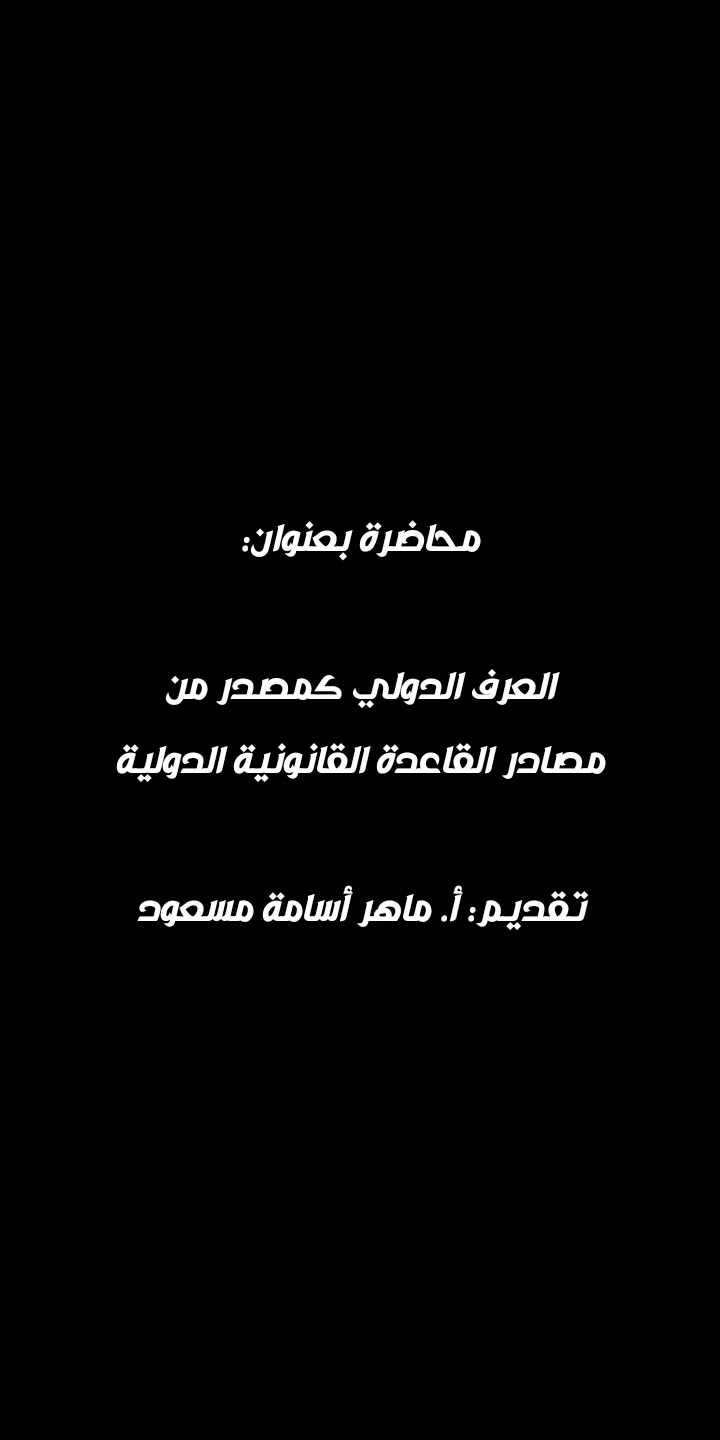 محاضرة بعنوان:
العرف الدولي كمصدر من
مصادر القاعدة القانونية الدولية
تقديم: أ. ماهر أسامة مسعود